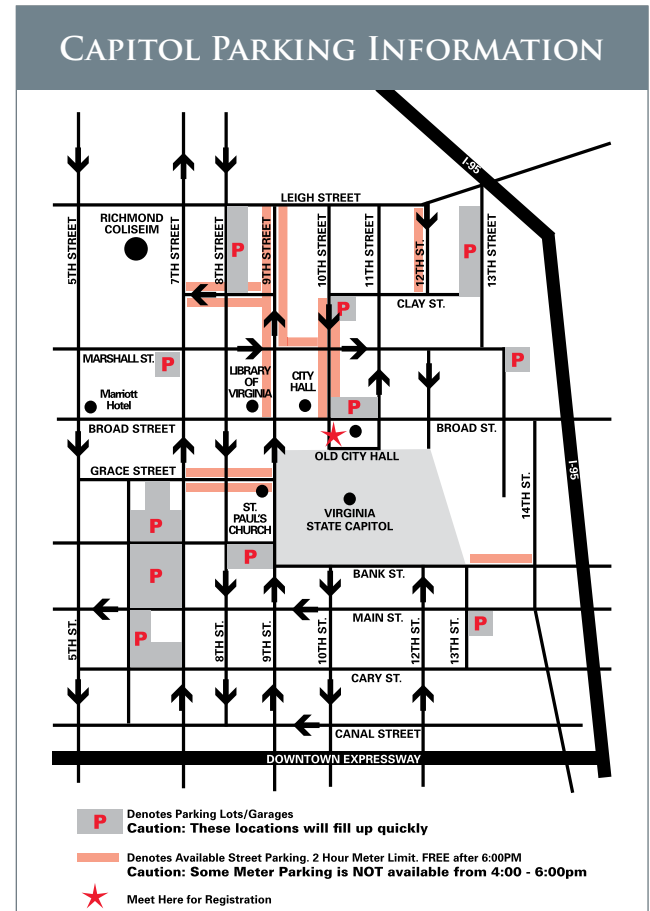 CAPITOL PARKING INFORMATION
I-95
LEIGH STREET
RICHMOND
COLISEIM
5TH STREET
7TH STREET
8TH STREET
P
9TH STREET
10TH STREET
11TH STREET
12TH ST.
P
13TH STREET
CLAY ST.
P
MARSHALL ST.
P
LIBRARY
OF
VIRGINIA
CITY
HALL
P
Marriott
Hotel
P
BROAD STREET
BROAD ST.
OLD CITY HALL
GRACE STREET
I-95
14TH ST.
ST.
PAUL'S
CHURCH
VIRGINIA
STATE CAPITOL
P
P
P
BANK ST.
MAIN ST.
5TH ST.
P
8TH ST.
9TH ST.
10TH ST.
12TH ST.
13TH ST.
P
CARY ST.
CANAL STREET
DOWNTOWN EXPRESSWAY
P
Denotes Parking Lots/Garages
Caution: These locations will fill up quickly
Denotes Available Street Parking. 2 Hour Meter Limit. FREE after 6:00PM
Caution: Some Meter Parking is NOT available from 4:00 - 6:00pm
Meet Here for Registration